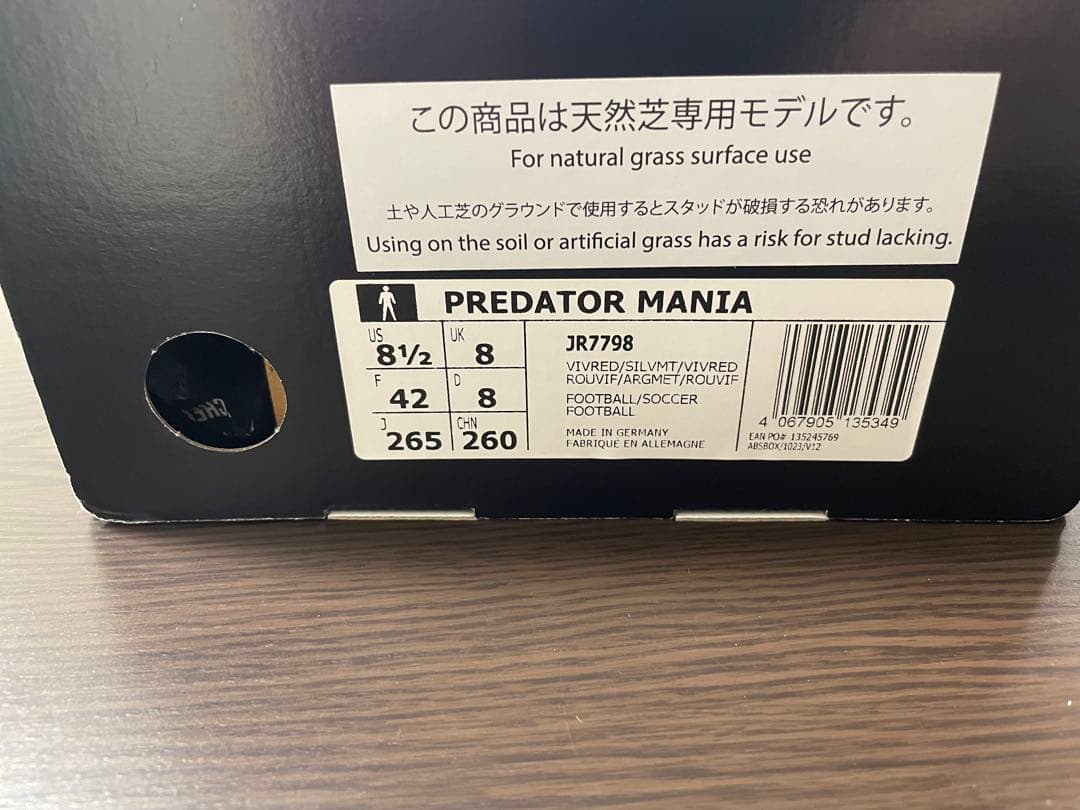 この商品は天然芝専用モデルです。
For natural grass surface use
土や人工芝のグラウンドで使用するとスタッドが破損する恐れがあります。
Using on the soil or artificial grass has a risk for stud lacking.
PREDATOR MANIA
US 8½ UK 8
F 42 D 8
J 265 CHN 260
JR7798
VIVRED/SILVMT/VIVRED
ROUVIF/ARGMET/ROUVIF
FOOTBALL/SOCCER
FOOTBALL
MADE IN GERMANY
FABRIQUE EN ALLEMAGNE
4 067905 135349
EAN PO# 135245769
ABSBOX/1023/V12